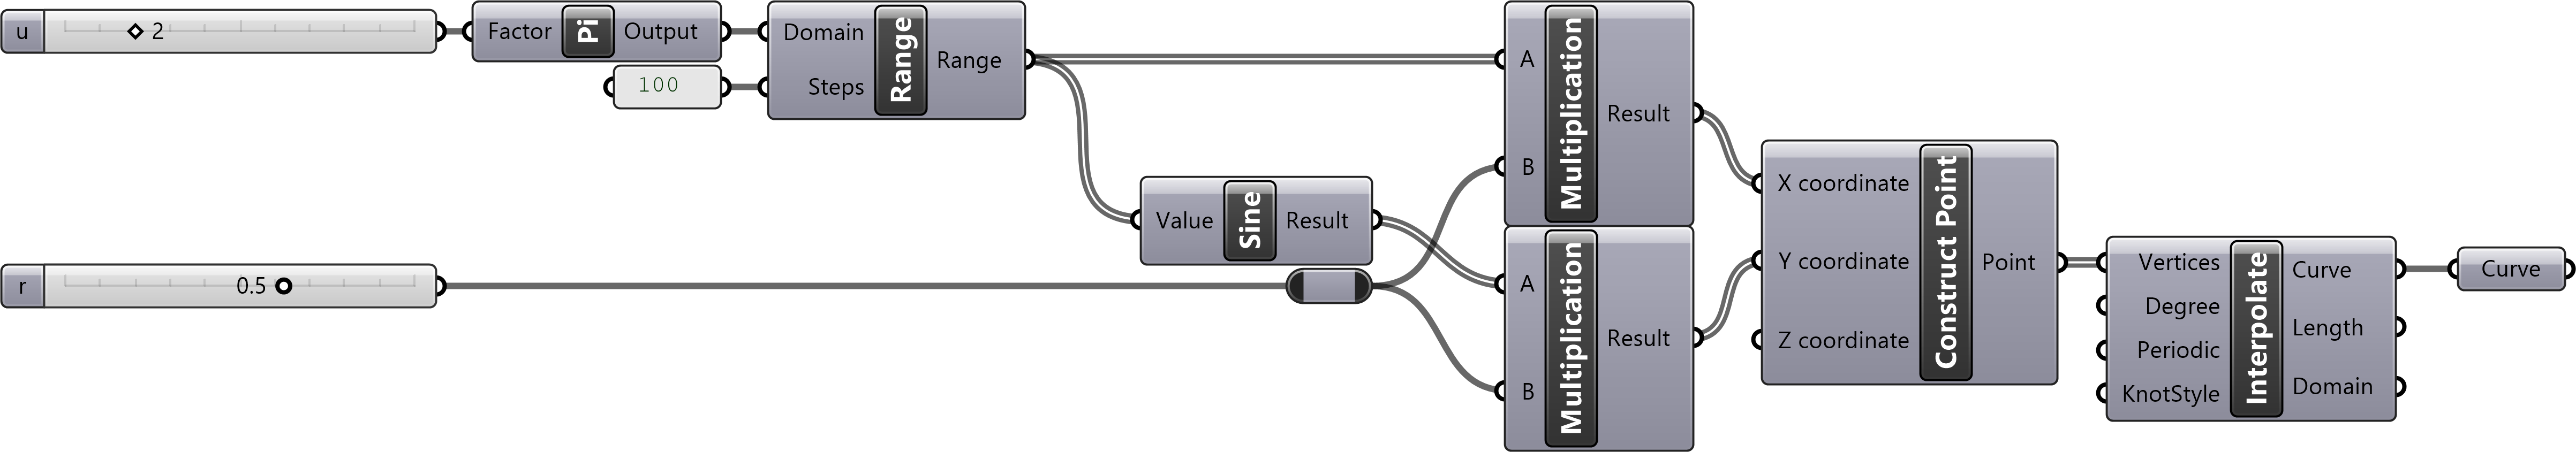 u
2
Factor
Pi
Output
100
Domain
Steps
Range
Range
Value
Sine
Result
r
0.5
A
B
Multiplication
Result
A
B
Multiplication
Result
X coordinate
Y coordinate
Z coordinate
Construct Point
Point
Vertices
Degree
Periodic
KnotStyle
Interpolate
Curve
Length
Domain
Curve